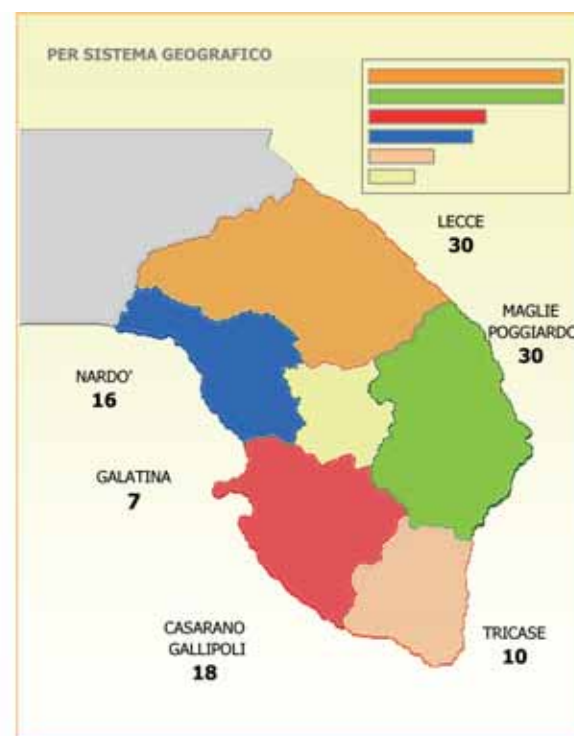 PER SISTEMA GEOGRAFICO
LECCE
30
MAGLIE
POGGIARDO
30
NARDO'
16
GALATINA
7
CASARANO
GALLIPOLI
18
TRICASE
10